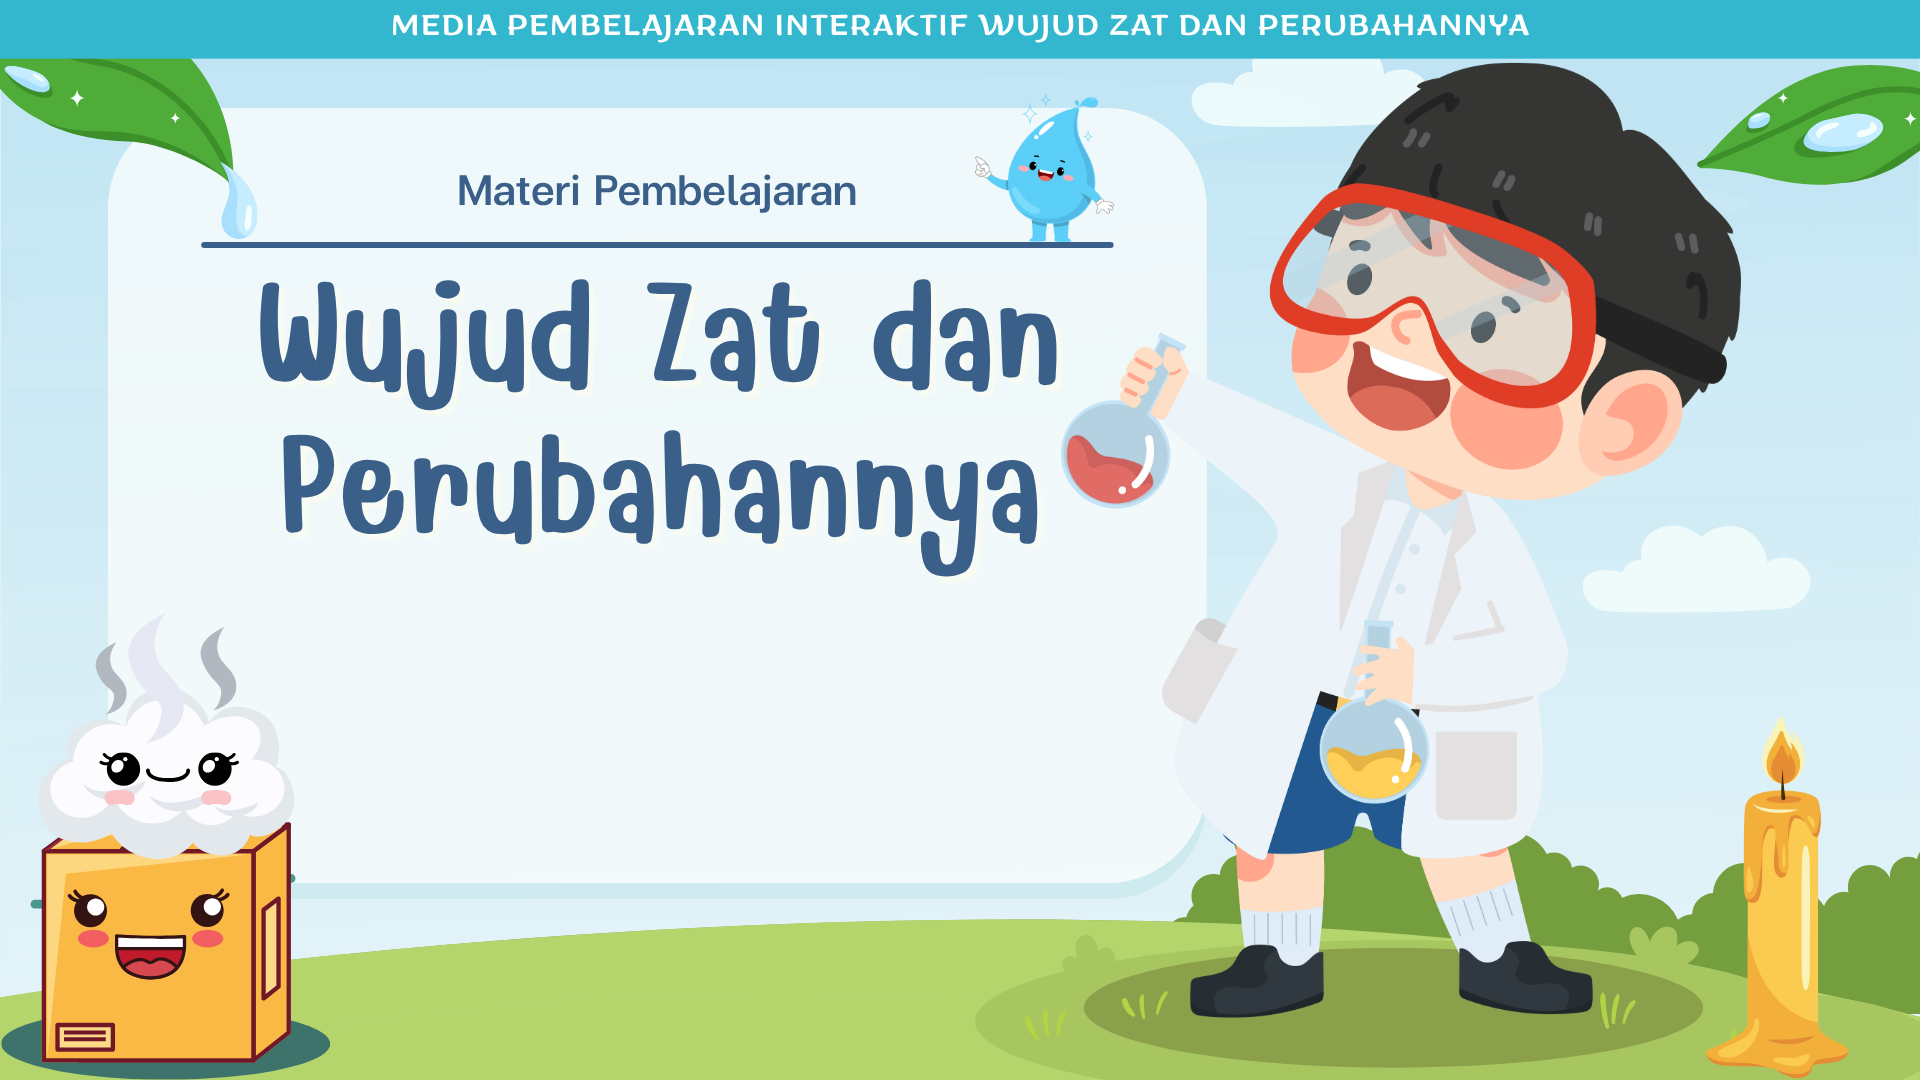 MEDIA PEMBELAJARAN INTERAKTIF WUJUD ZAT DAN PERUBAHANNYA
Materi Pembelajaran
Wujud Zat dan
Perubahannya